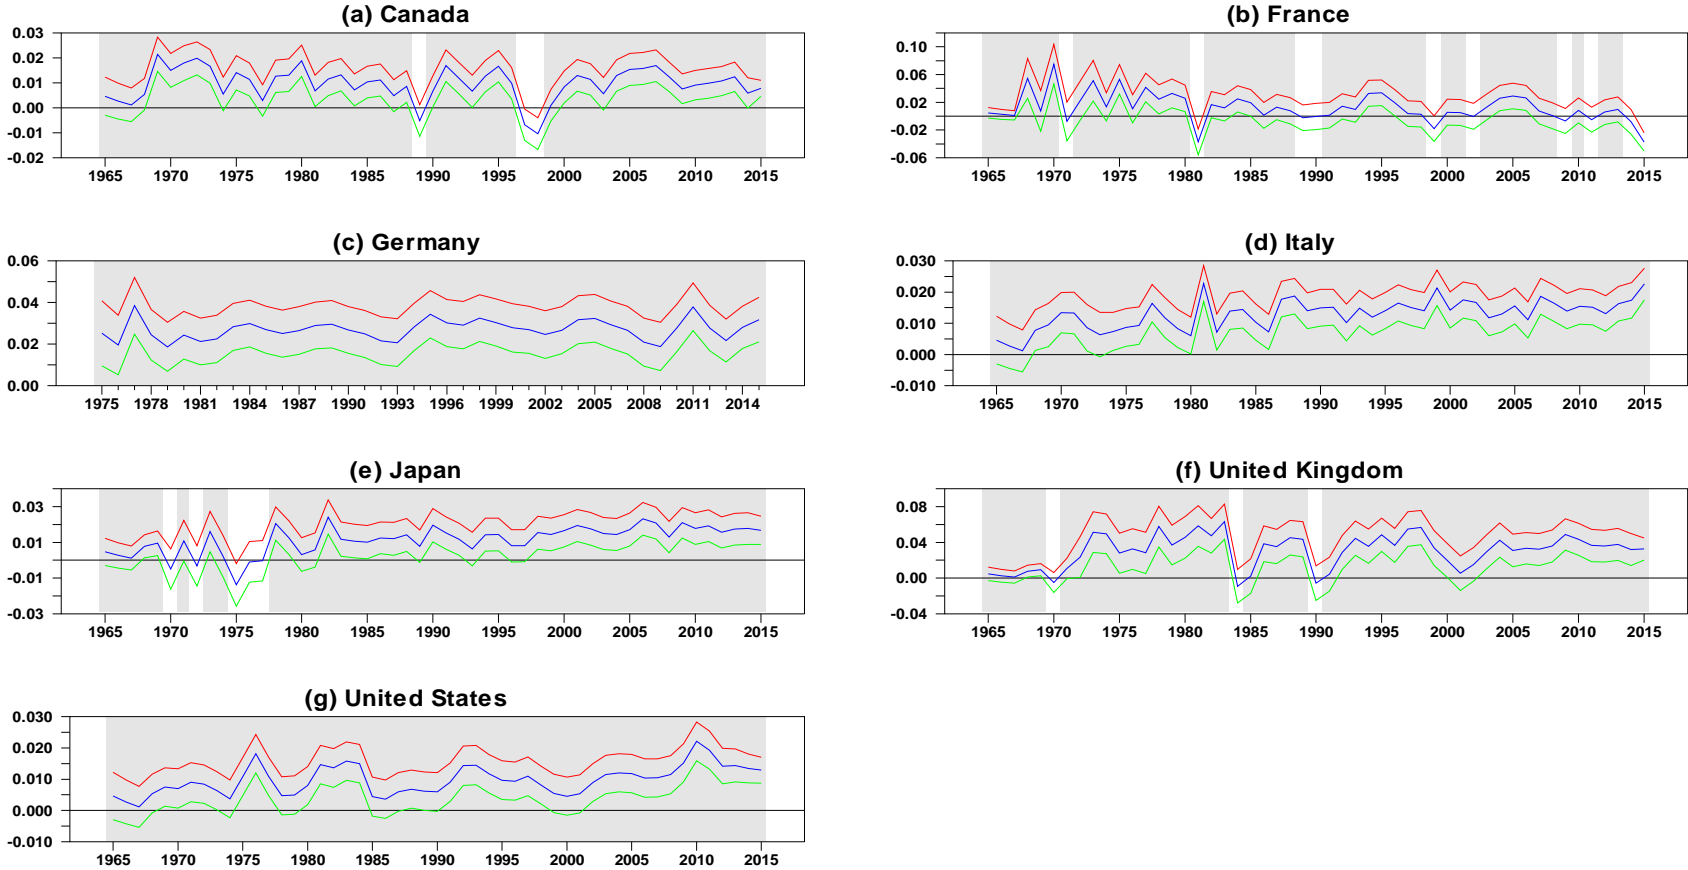 (a) Canada
0.03
0.02
0.01
0.00
-0.01
-0.02
1965 1970 1975 1980 1985 1990 1995 2000 2005 2010 2015
(b) France
0.10
0.06
0.02
-0.02
-0.06
1965 1970 1975 1980 1985 1990 1995 2000 2005 2010 2015
(c) Germany
0.06
0.04
0.02
0.00
1975 1978 1981 1984 1987 1990 1993 1996 1999 2002 2005 2008 2011 2014
(d) Italy
0.030
0.020
0.010
0.000
-0.010
1965 1970 1975 1980 1985 1990 1995 2000 2005 2010 2015
(e) Japan
0.03
0.01
-0.01
-0.03
1965 1970 1975 1980 1985 1990 1995 2000 2005 2010 2015
(f) United Kingdom
0.08
0.04
0.00
-0.04
1965 1970 1975 1980 1985 1990 1995 2000 2005 2010 2015
(g) United States
0.030
0.020
0.010
0.000
-0.010
1965 1970 1975 1980 1985 1990 1995 2000 2005 2010 2015